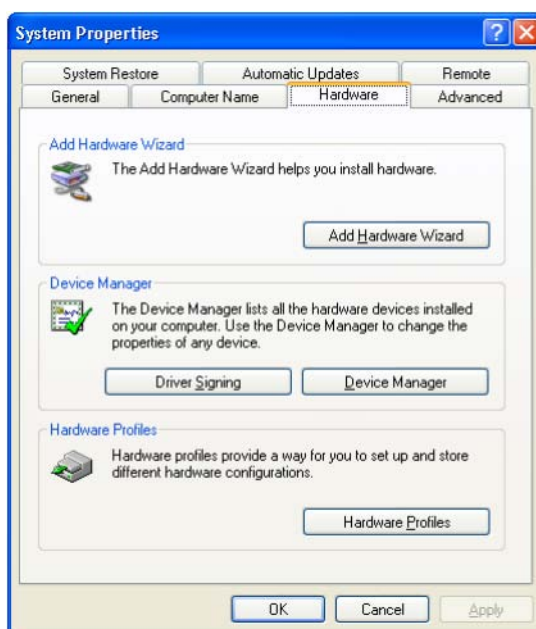 System Properties
System Restore Automatic Updates Remote
General Computer Name Hardware Advanced
Add Hardware Wizard
The Add Hardware Wizard helps you install hardware.
Add Hardware Wizard
Device Manager
The Device Manager lists all the hardware devices installed
on your computer. Use the Device Manager to change the
properties of any device.
Driver Signing Device Manager
Hardware Profiles
Hardware profiles provide a way for you to set up and store
different hardware configurations.
Hardware Profiles
OK Cancel Apply